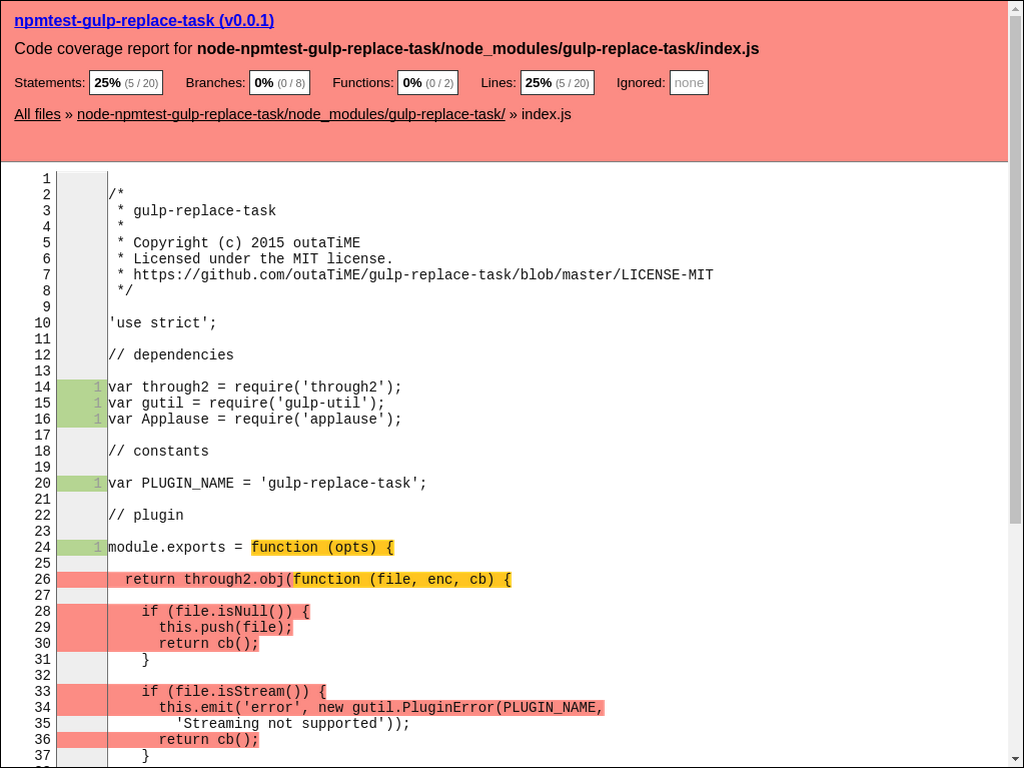 npmtest-gulp-replace-task (v0.0.1)
Code coverage report for node-npmtest-gulp-replace-task/node_modules/gulp-replace-task/index.js
Statements: 25% (5 / 20) Branches: 0% (0 / 8) Functions: 0% (0 / 2) Lines: 25% (5 / 20) Ignored: none
All files » node-npmtest-gulp-replace-task/node_modules/gulp-replace-task/ » index.js
1
2 /*
3  * gulp-replace-task
4  *
5  * Copyright (c) 2015 outaTiME
6  * Licensed under the MIT license.
7  * https://github.com/outaTiME/gulp-replace-task/blob/master/LICENSE-MIT
8  */
9
10 'use strict';
11
12 // dependencies
13
14 1 var through2 = require('through2');
15 1 var gutil = require('gulp-util');
16 1 var Applause = require('applause');
17
18 // constants
19
20 1 var PLUGIN_NAME = 'gulp-replace-task';
21
22 // plugin
23
24 1 module.exports = function (opts) {
25
26   return through2.obj(function (file, enc, cb) {
27
28     if (file.isNull()) {
29       this.push(file);
30       return cb();
31     }
32
33     if (file.isStream()) {
34       this.emit('error', new gutil.PluginError(PLUGIN_NAME,
35         'Streaming not supported'));
36       return cb();
37     }